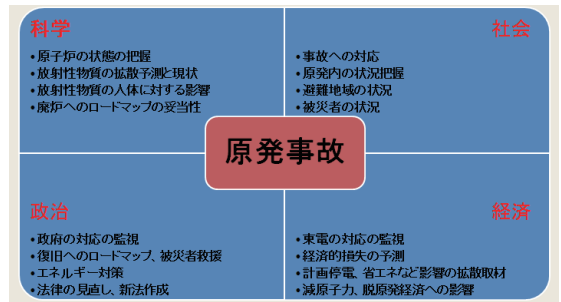 科学
・原子炉の状態の把握
・放射性物質の拡散予測と現状
・放射性物質の人体に対する影響
・廃炉へのロードマップの妥当性
社会
・事故への対応
・原発内の状況把握
・避難地域の状況
・被災者の状況
原発事故
政治
・政府の対応の監視
・復旧へのロードマップ、被災者救援
・エネルギー対策
・法律の見直し、新法作成
経済
・東電の対応の監視
・経済的損失の予測
・計画停電、省エネなど影響の拡散取材
・減原子力、脱原発経済への影響